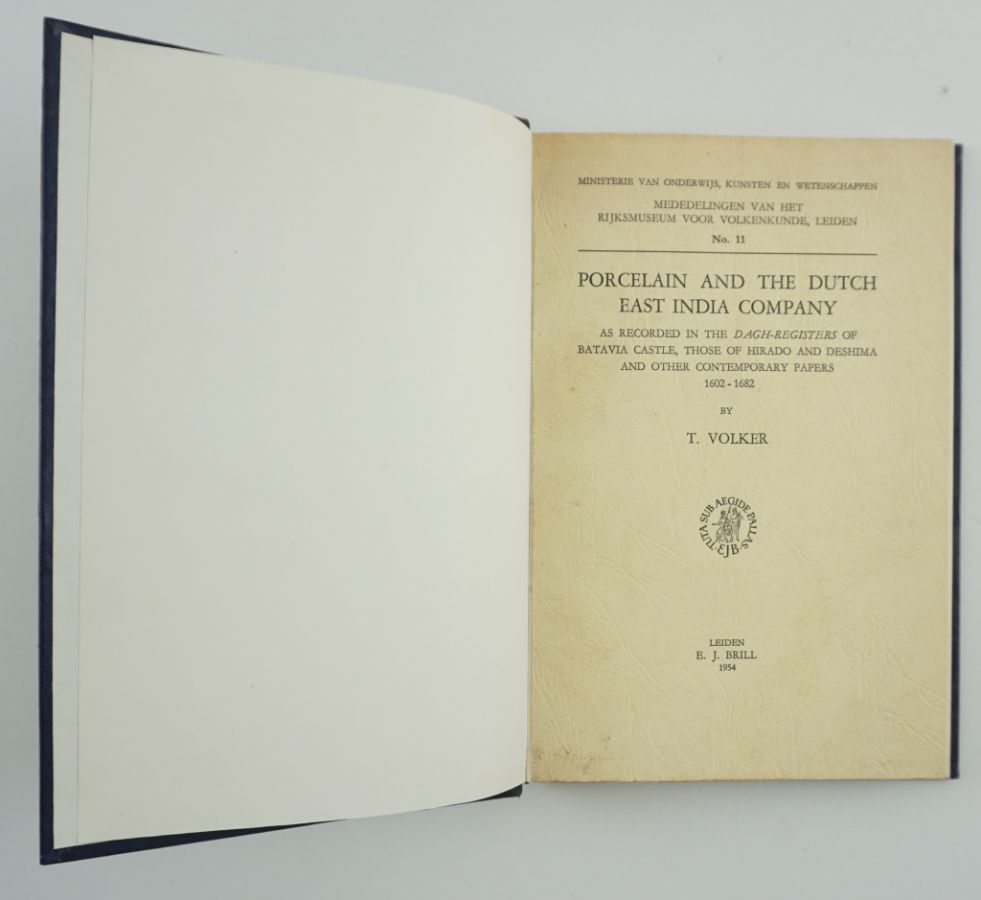 MINISTERIE VAN ONDERWIJS, KUNSTEN EN WETENSCHAPPEN
MEDEDELINGEN VAN HET
RIJKSMUSEUM VOOR VOLKENKUNDE, LEIDEN
No. 11
PORCELAIN AND THE DUTCH
EAST INDIA COMPANY
AS RECORDED IN THE DAGH-REGISTERS OF
BATAVIA CASTLE, THOSE OF HIRADO AND DESHIMA
AND OTHER CONTEMPORARY PAPERS
1602 - 1682
BY
T. VOLKER
TUTA SUB AEGIDE PALLAS
EJB
LEIDEN
E. J. BRILL
1954